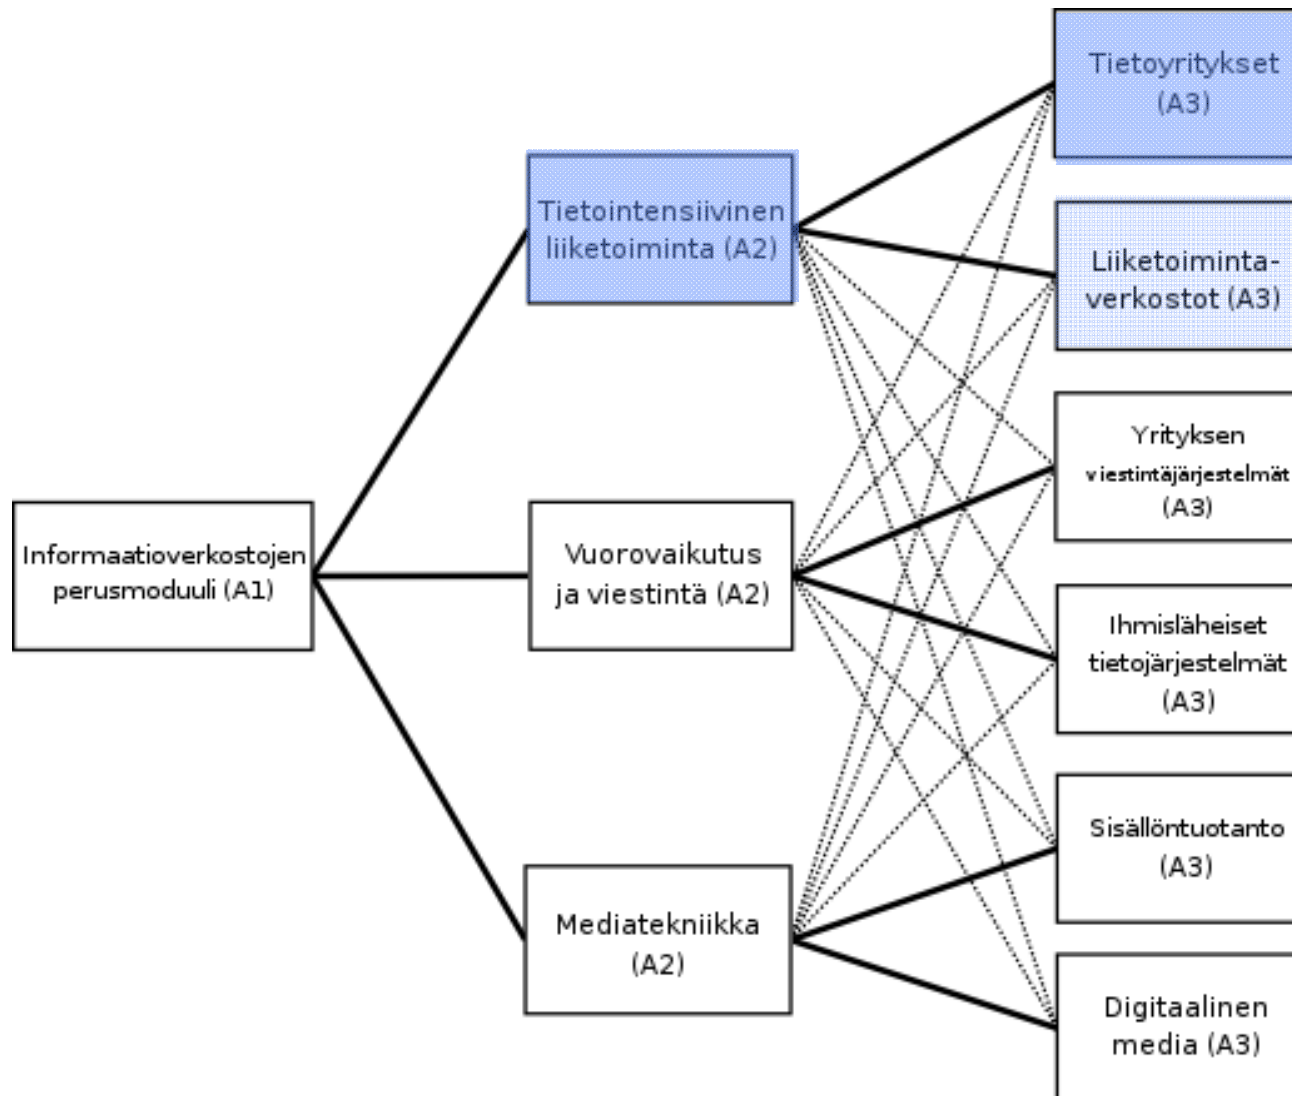 Tietoyritykset
(A3)
Tietointensiivinen
liiketoiminta (A2)
Liiketoiminta-
verkostot (A3)
Yrityksen
viestintäjärjestelmät
(A3)
Informaatioverkostojen
perusmoduuli (A1)
Vuorovaikutus
ja viestintä (A2)
Ihmisläheiset
tietojärjestelmät
(A3)
Sisällöntuotanto
(A3)
Mediatekniikka
(A2)
Digitaalinen
media (A3)